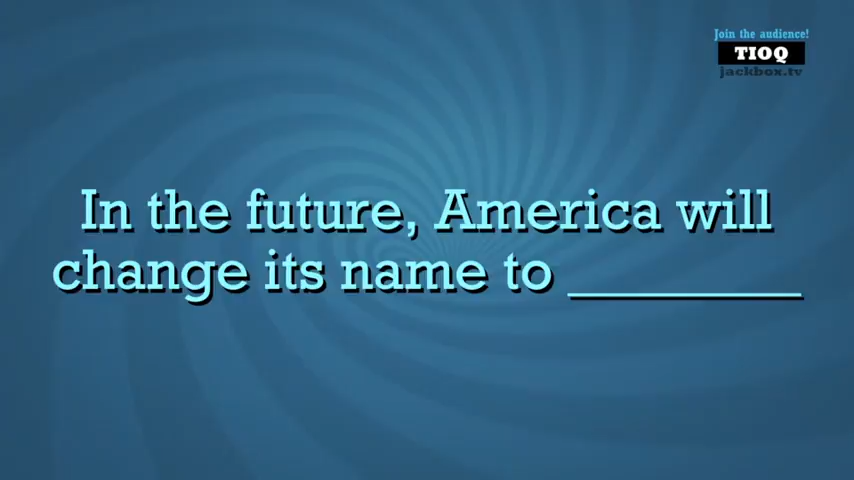 Join the audience!
TIOQ
jackbox.tv
In the future, America will
change its name to ________